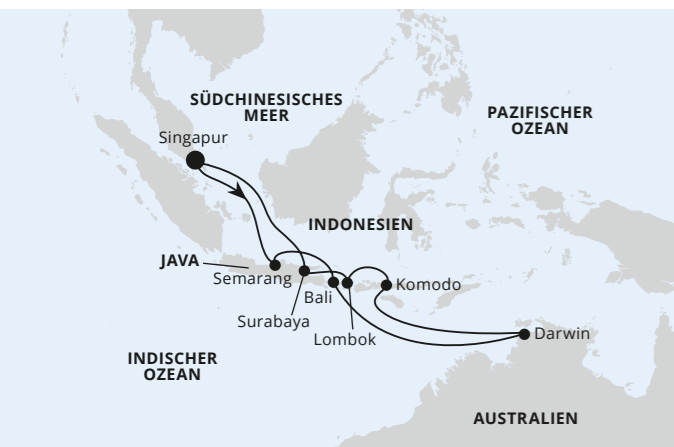 SÜDCHINESISCHES
MEER
PAZIFISCHER
OZEAN
Singapur
INDONESIEN
JAVA
Semarang
Komodo
Bali
Surabaya
Lombok
Darwin
INDISCHER
OZEAN
AUSTRALIEN